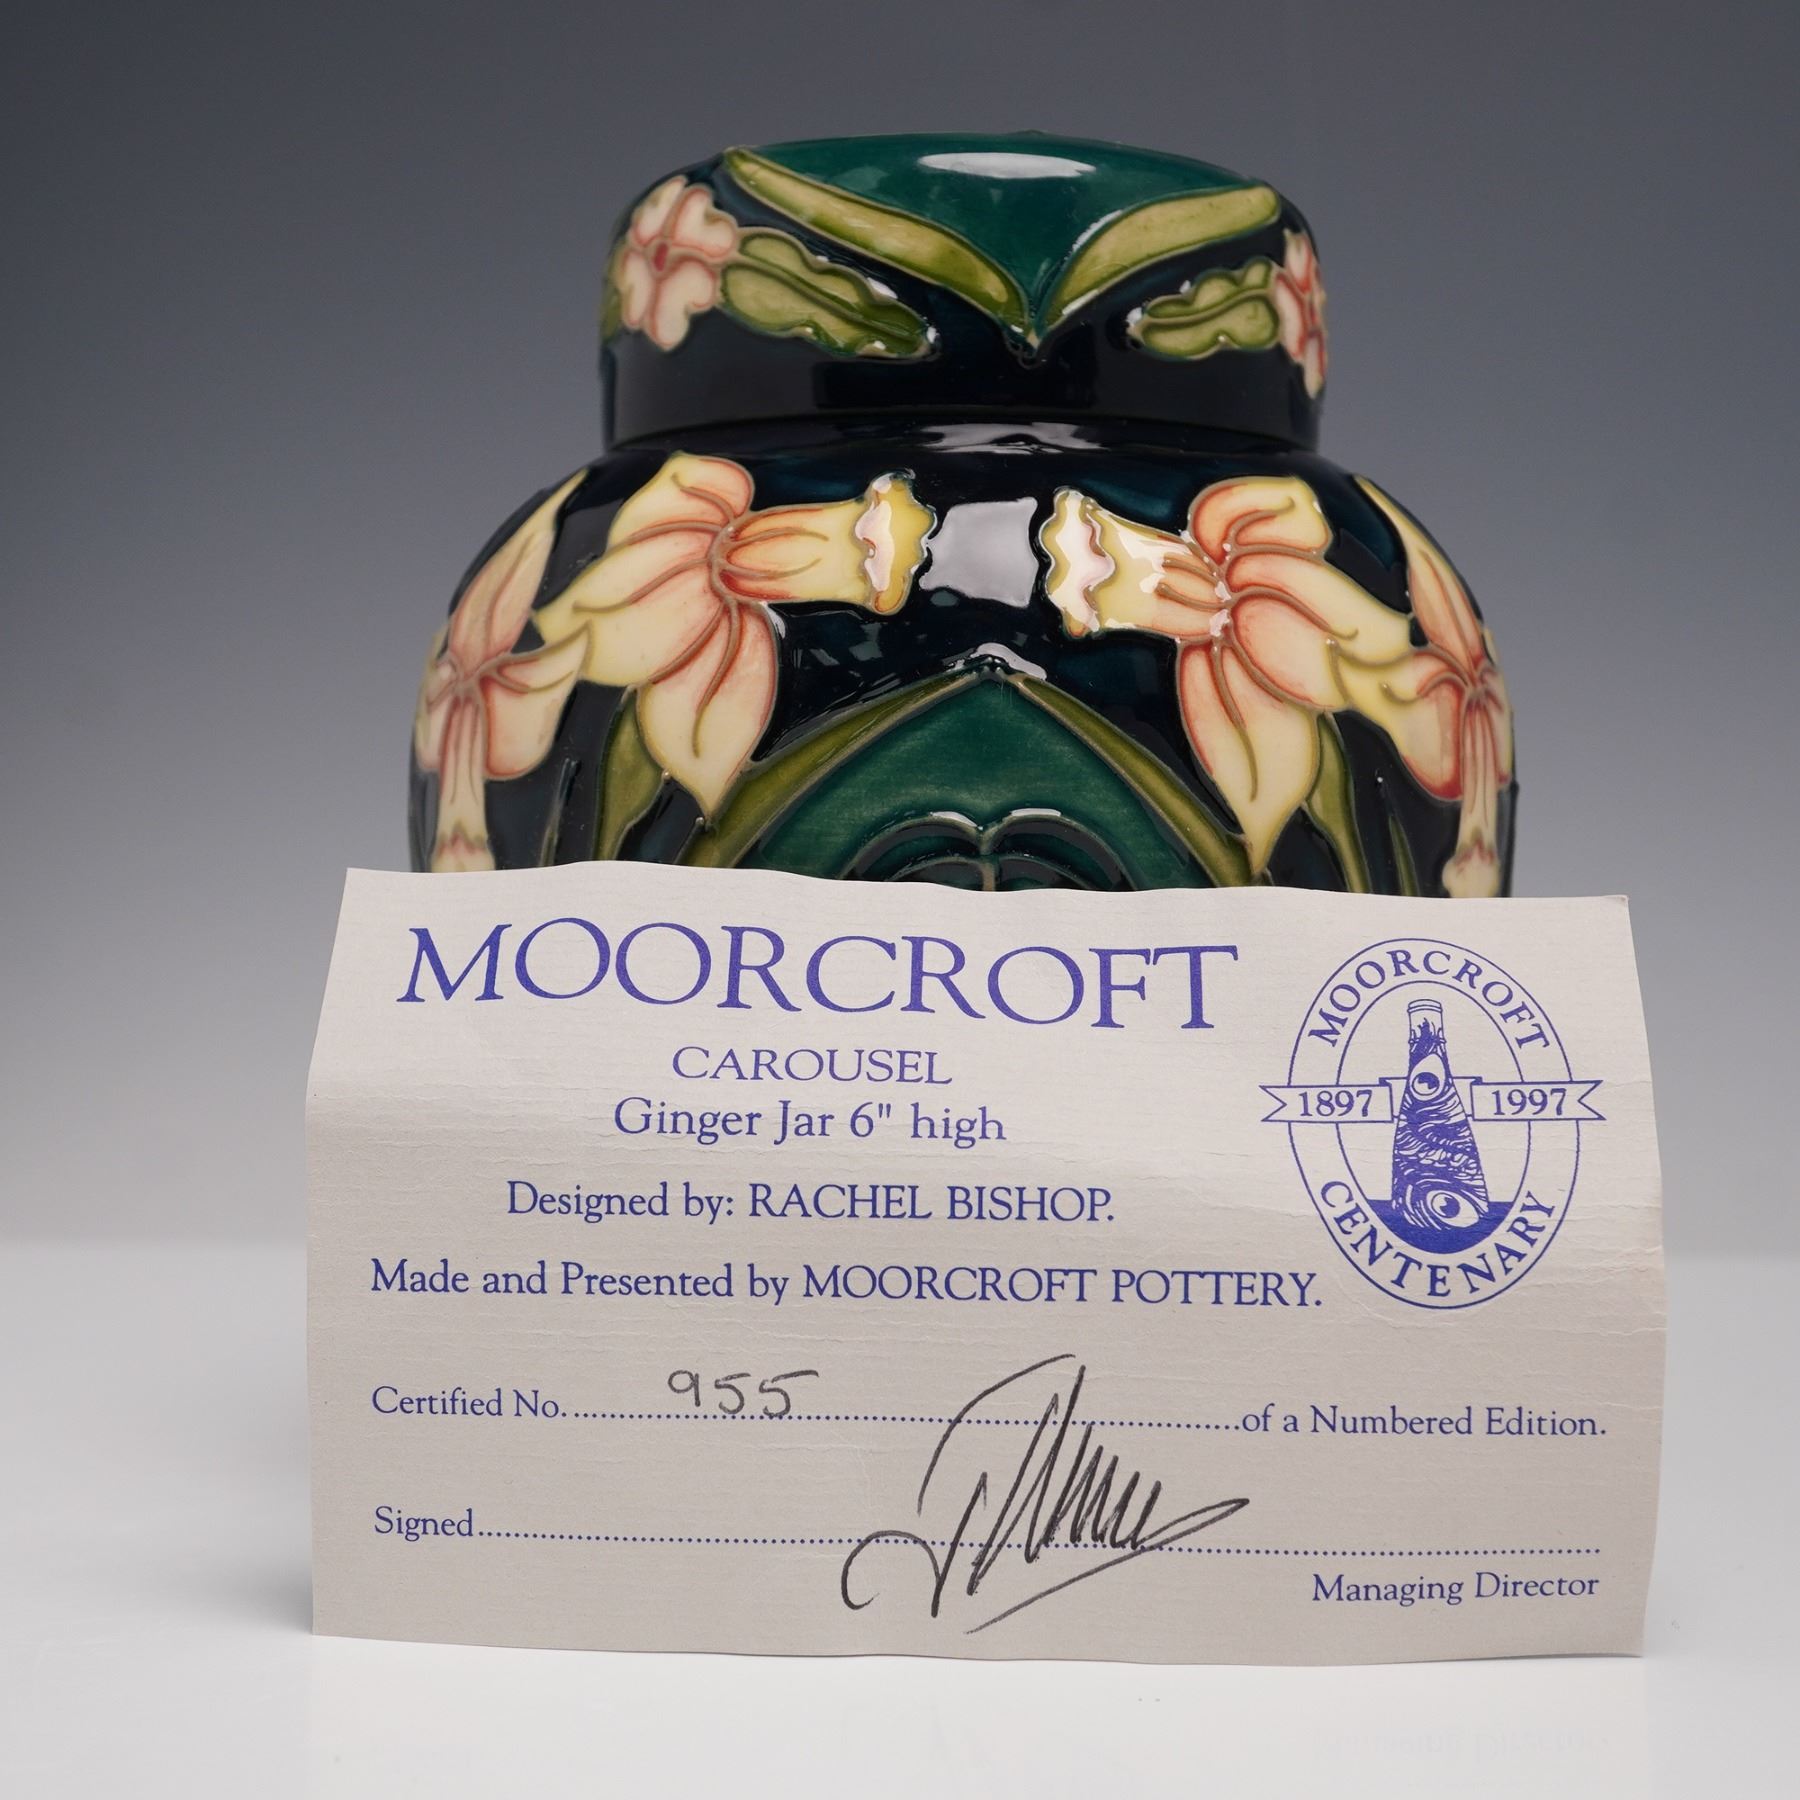 MOORCROFT
CAROUSEL
Ginger Jar 6" high
Designed by: RACHEL BISHOP.
Made and Presented by MOORCROFT POTTERY.
MOORCROFT
1897 1997
CENTENARY
Certified No. 955 of a Numbered Edition.
Signed
Managing Director